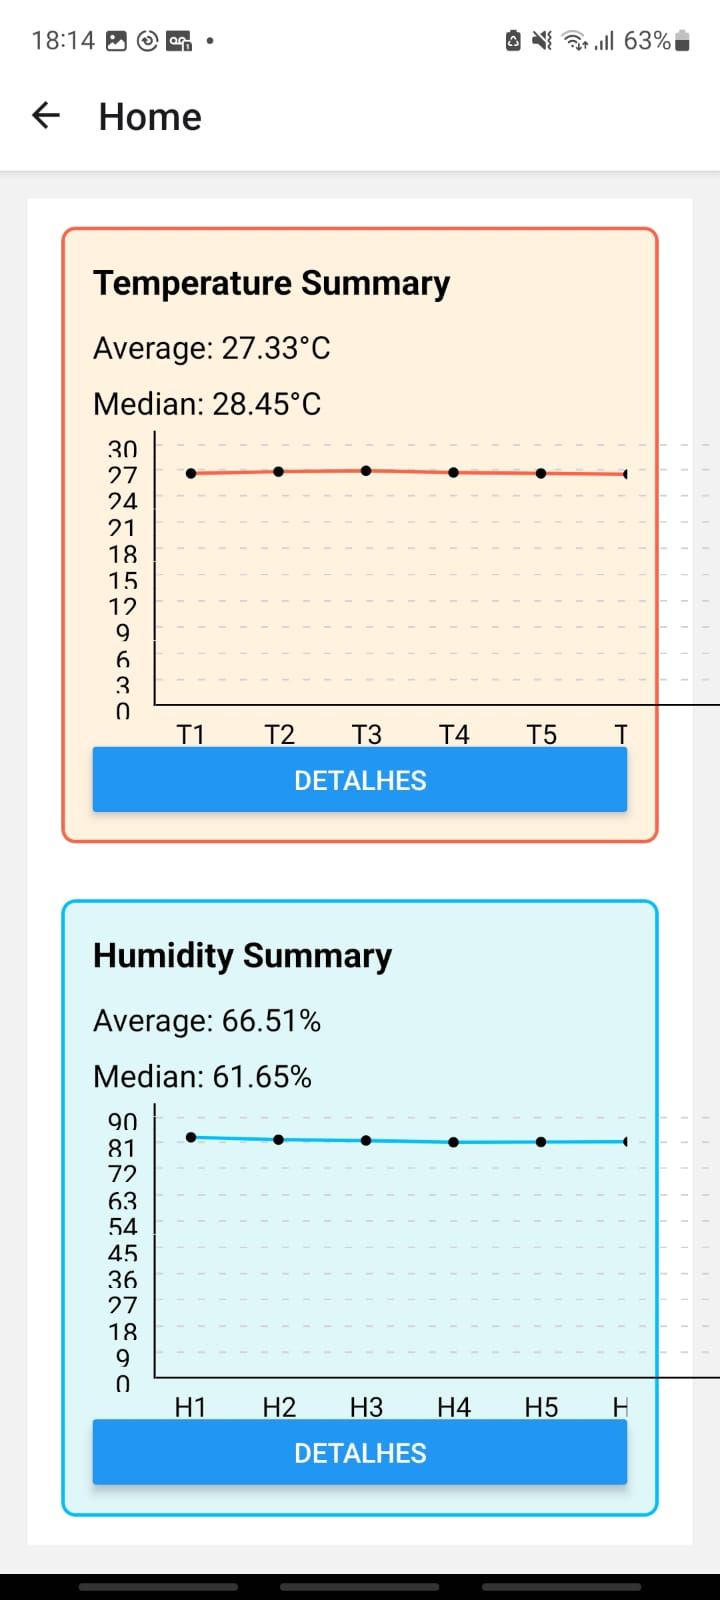 18:14
63%
Home
Temperature Summary
Average: 27.33°C
Median: 28.45°C
30
27
24
21
18
15
12
9
6
3
0
T1 T2 T3 T4 T5 T
DETALHES
Humidity Summary
Average: 66.51%
Median: 61.65%
90
81
72
63
54
45
36
27
18
9
0
H1 H2 H3 H4 H5 H
DETALHES